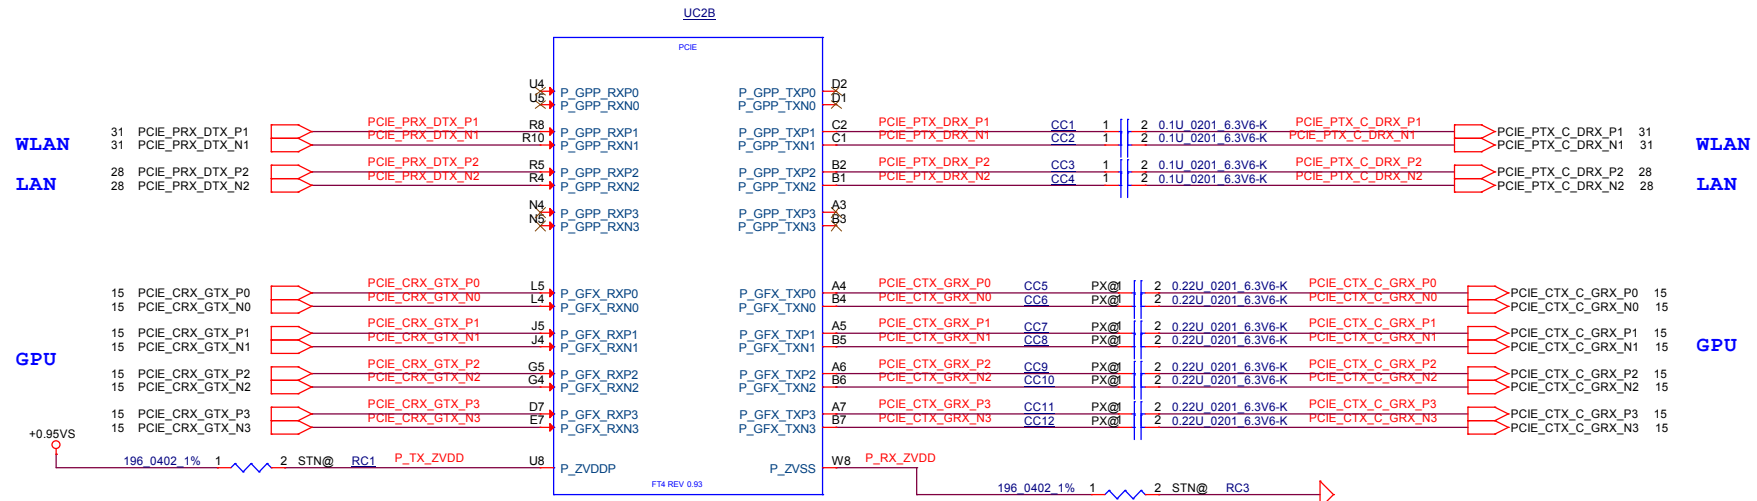 UC2B
PCIE
U4 P_GPP_RXP0 P_GPP_TXP0 D2
U5 P_GPP_RXN0 P_GPP_TXN0 D1
WLAN 31 PCIE_PRX_DTX_P1 PCIE_PRX_DTX_P1 R8 P_GPP_RXP1 P_GPP_TXP1 C2 PCIE_PTX_DRX_P1 CC1 1 2 0.1U_0201_6.3V6-K PCIE_PTX_C_DRX_P1 PCIE_PTX_C_DRX_P1 31 WLAN
31 PCIE_PRX_DTX_N1 PCIE_PRX_DTX_N1 R10 P_GPP_RXN1 P_GPP_TXN1 C1 PCIE_PTX_DRX_N1 CC2 1 2 0.1U_0201_6.3V6-K PCIE_PTX_C_DRX_N1 PCIE_PTX_C_DRX_N1 31
LAN 28 PCIE_PRX_DTX_P2 PCIE_PRX_DTX_P2 R5 P_GPP_RXP2 P_GPP_TXP2 B2 PCIE_PTX_DRX_P2 CC3 1 2 0.1U_0201_6.3V6-K PCIE_PTX_C_DRX_P2 PCIE_PTX_C_DRX_P2 28 LAN
28 PCIE_PRX_DTX_N2 PCIE_PRX_DTX_N2 R4 P_GPP_RXN2 P_GPP_TXN2 B1 PCIE_PTX_DRX_N2 CC4 1 2 0.1U_0201_6.3V6-K PCIE_PTX_C_DRX_N2 PCIE_PTX_C_DRX_N2 28
N4 P_GPP_RXP3 P_GPP_TXP3 A3
N5 P_GPP_RXN3 P_GPP_TXN3 B3
15 PCIE_CRX_GTX_P0 PCIE_CRX_GTX_P0 L5 P_GFX_RXP0 P_GFX_TXP0 A4 PCIE_CTX_GRX_P0 CC5 PX@ 1 2 0.22U_0201_6.3V6-K PCIE_CTX_C_GRX_P0 PCIE_CTX_C_GRX_P0 15
15 PCIE_CRX_GTX_N0 PCIE_CRX_GTX_N0 L4 P_GFX_RXN0 P_GFX_TXN0 B4 PCIE_CTX_GRX_N0 CC6 PX@ 1 2 0.22U_0201_6.3V6-K PCIE_CTX_C_GRX_N0 PCIE_CTX_C_GRX_N0 15
15 PCIE_CRX_GTX_P1 PCIE_CRX_GTX_P1 J5 P_GFX_RXP1 P_GFX_TXP1 A5 PCIE_CTX_GRX_P1 CC7 PX@ 1 2 0.22U_0201_6.3V6-K PCIE_CTX_C_GRX_P1 PCIE_CTX_C_GRX_P1 15
GPU 15 PCIE_CRX_GTX_N1 PCIE_CRX_GTX_N1 J4 P_GFX_RXN1 P_GFX_TXN1 B5 PCIE_CTX_GRX_N1 CC8 PX@ 1 2 0.22U_0201_6.3V6-K PCIE_CTX_C_GRX_N1 PCIE_CTX_C_GRX_N1 15 GPU
15 PCIE_CRX_GTX_P2 PCIE_CRX_GTX_P2 G5 P_GFX_RXP2 P_GFX_TXP2 A6 PCIE_CTX_GRX_P2 CC9 PX@ 1 2 0.22U_0201_6.3V6-K PCIE_CTX_C_GRX_P2 PCIE_CTX_C_GRX_P2 15
15 PCIE_CRX_GTX_N2 PCIE_CRX_GTX_N2 G4 P_GFX_RXN2 P_GFX_TXN2 B6 PCIE_CTX_GRX_N2 CC10 PX@ 1 2 0.22U_0201_6.3V6-K PCIE_CTX_C_GRX_N2 PCIE_CTX_C_GRX_N2 15
15 PCIE_CRX_GTX_P3 PCIE_CRX_GTX_P3 D7 P_GFX_RXP3 P_GFX_TXP3 A7 PCIE_CTX_GRX_P3 CC11 PX@ 1 2 0.22U_0201_6.3V6-K PCIE_CTX_C_GRX_P3 PCIE_CTX_C_GRX_P3 15
15 PCIE_CRX_GTX_N3 PCIE_CRX_GTX_N3 E7 P_GFX_RXN3 P_GFX_TXN3 B7 PCIE_CTX_GRX_N3 CC12 PX@ 1 2 0.22U_0201_6.3V6-K PCIE_CTX_C_GRX_N3 PCIE_CTX_C_GRX_N3 15
+0.95VS
196_0402_1% 1 2 STN@ RC1 P_TX_ZVDD U8 P_ZVDDP P_ZVSS W8 P_RX_ZVDD
FT4 REV 0.93
196_0402_1% 1 2 STN@ RC3